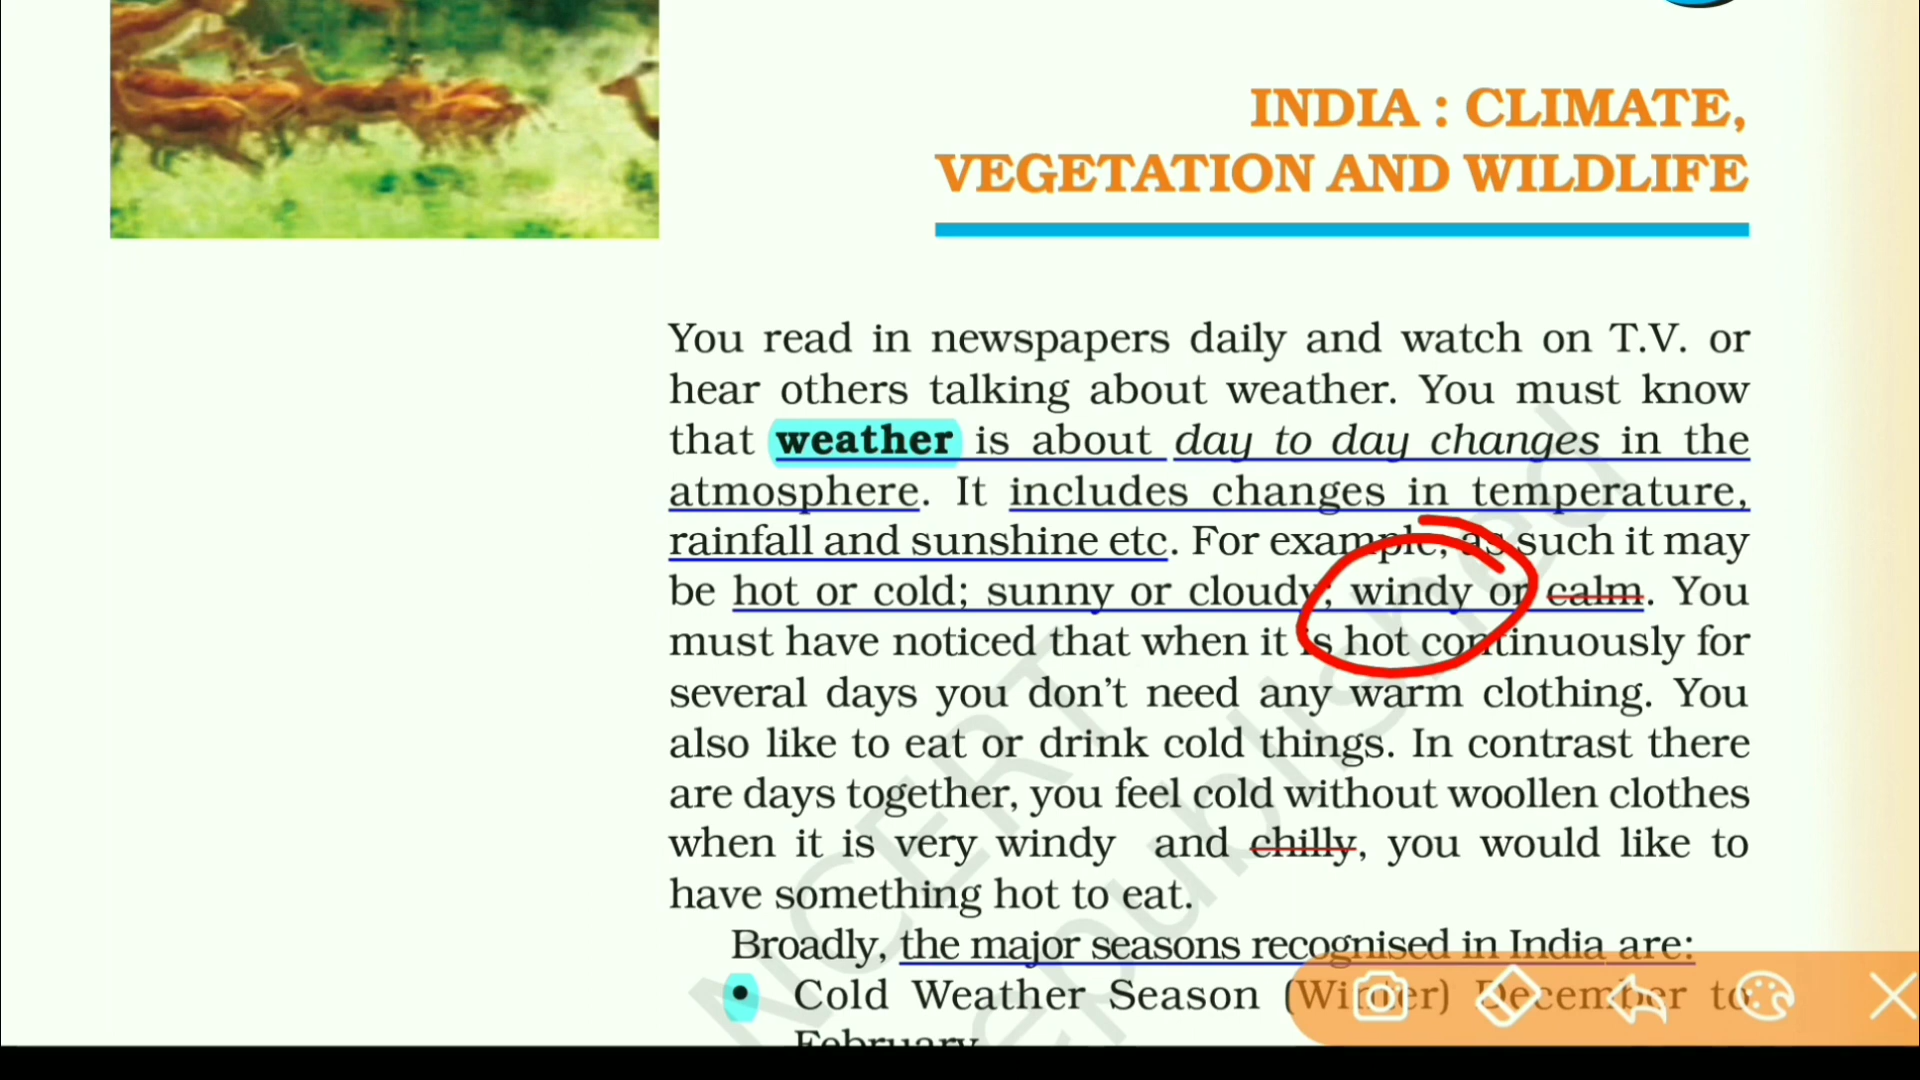 INDIA : CLIMATE,
VEGETATION AND WILDLIFE
You read in newspapers daily and watch on T.V. or
hear others talking about weather. You must know
that weather is about day to day changes in the
atmosphere. It includes changes in temperature,
rainfall and sunshine etc. For example, as such it may
be hot or cold; sunny or cloudy; windy or calm. You
must have noticed that when it is hot continuously for
several days you don’t need any warm clothing. You
also like to eat or drink cold things. In contrast there
are days together, you feel cold without woollen clothes
when it is very windy and chilly, you would like to
have something hot to eat.
Broadly, the major seasons recognised in India are:
• Cold Weather Season (Winter) December to
February
NCERT